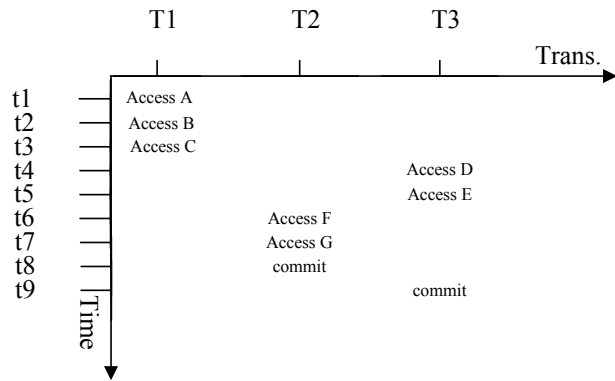 T1 T2 T3
Trans.
t1 Access A
t2 Access B
t3 Access C
t4 Access D
t5 Access E
t6 Access F
t7 Access G
t8 commit
t9 commit
Time